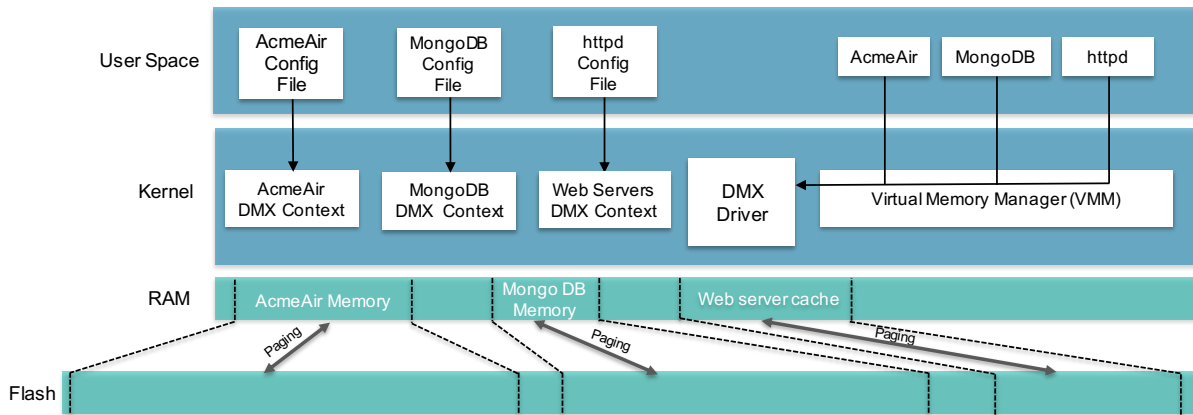 User Space
AcmeAir
Config
File
MongoDB
Config
File
httpd
Config
File
AcmeAir
MongoDB
httpd
Kernel
AcmeAir
DMX Context
MongoDB
DMX Context
Web Servers
DMX Context
DMX
Driver
Virtual Memory Manager (VMM)
RAM
AcmeAir Memory
Mongo DB
Memory
Web server cache
Paging
Paging
Paging
Flash